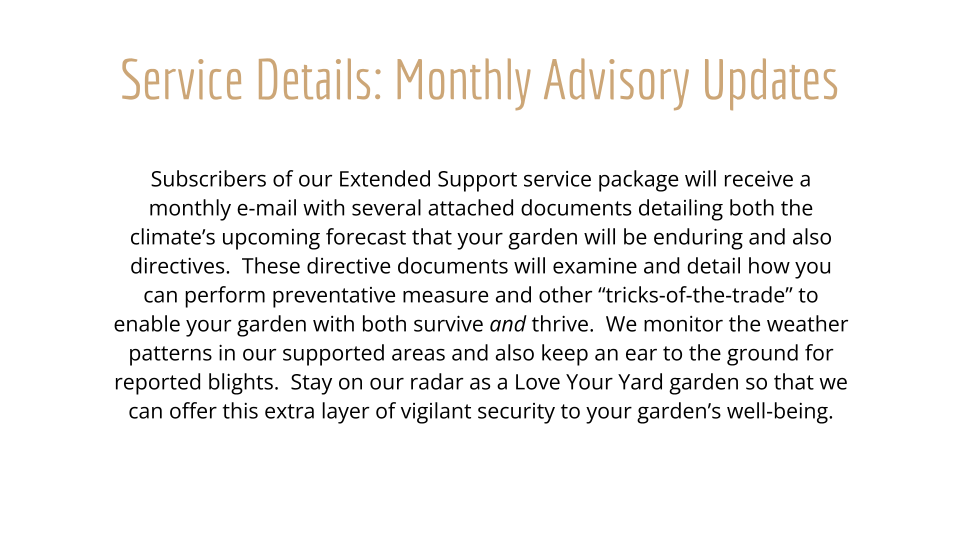 Service Details: Monthly Advisory Updates
Subscribers of our Extended Support service package will receive a
monthly e-mail with several attached documents detailing both the
climate’s upcoming forecast that your garden will be enduring and also
directives.  These directive documents will examine and detail how you
can perform preventative measure and other “tricks-of-the-trade” to
enable your garden with both survive and thrive.  We monitor the weather
patterns in our supported areas and also keep an ear to the ground for
reported blights.  Stay on our radar as a Love Your Yard garden so that we
can offer this extra layer of vigilant security to your garden’s well-being.